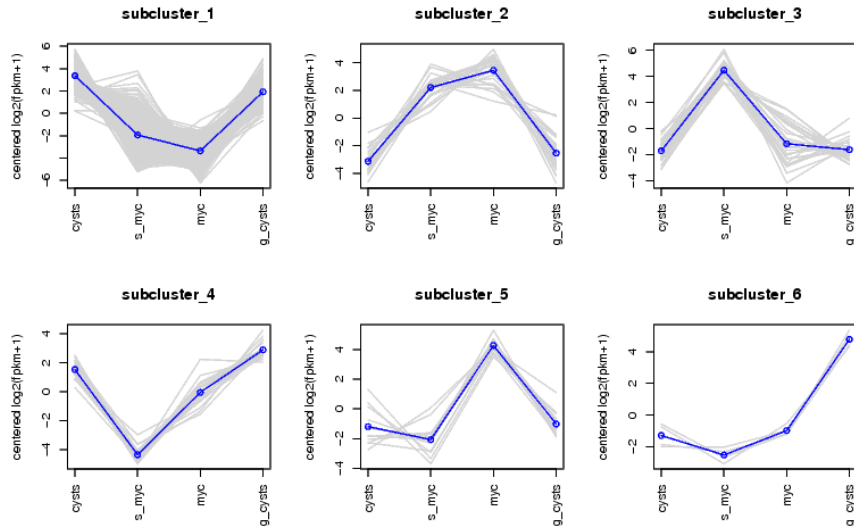 subcluster_1
centered log2(fpkm+1)
6
4
2
0
-2
-6
cysts
s_myc
myc
g_cysts
subcluster_2
centered log2(fpkm+1)
4
2
0
-2
-4
cysts
s_myc
myc
g_cysts
subcluster_3
centered log2(fpkm+1)
6
4
2
0
-2
-4
cysts
s_myc
myc
g_cysts
subcluster_4
centered log2(fpkm+1)
4
2
0
-2
-4
cysts
s_myc
myc
g_cysts
subcluster_5
centered log2(fpkm+1)
4
2
0
-2
-4
cysts
s_myc
myc
g_cysts
subcluster_6
centered log2(fpkm+1)
4
2
0
-2
cysts
s_myc
myc
g_cysts